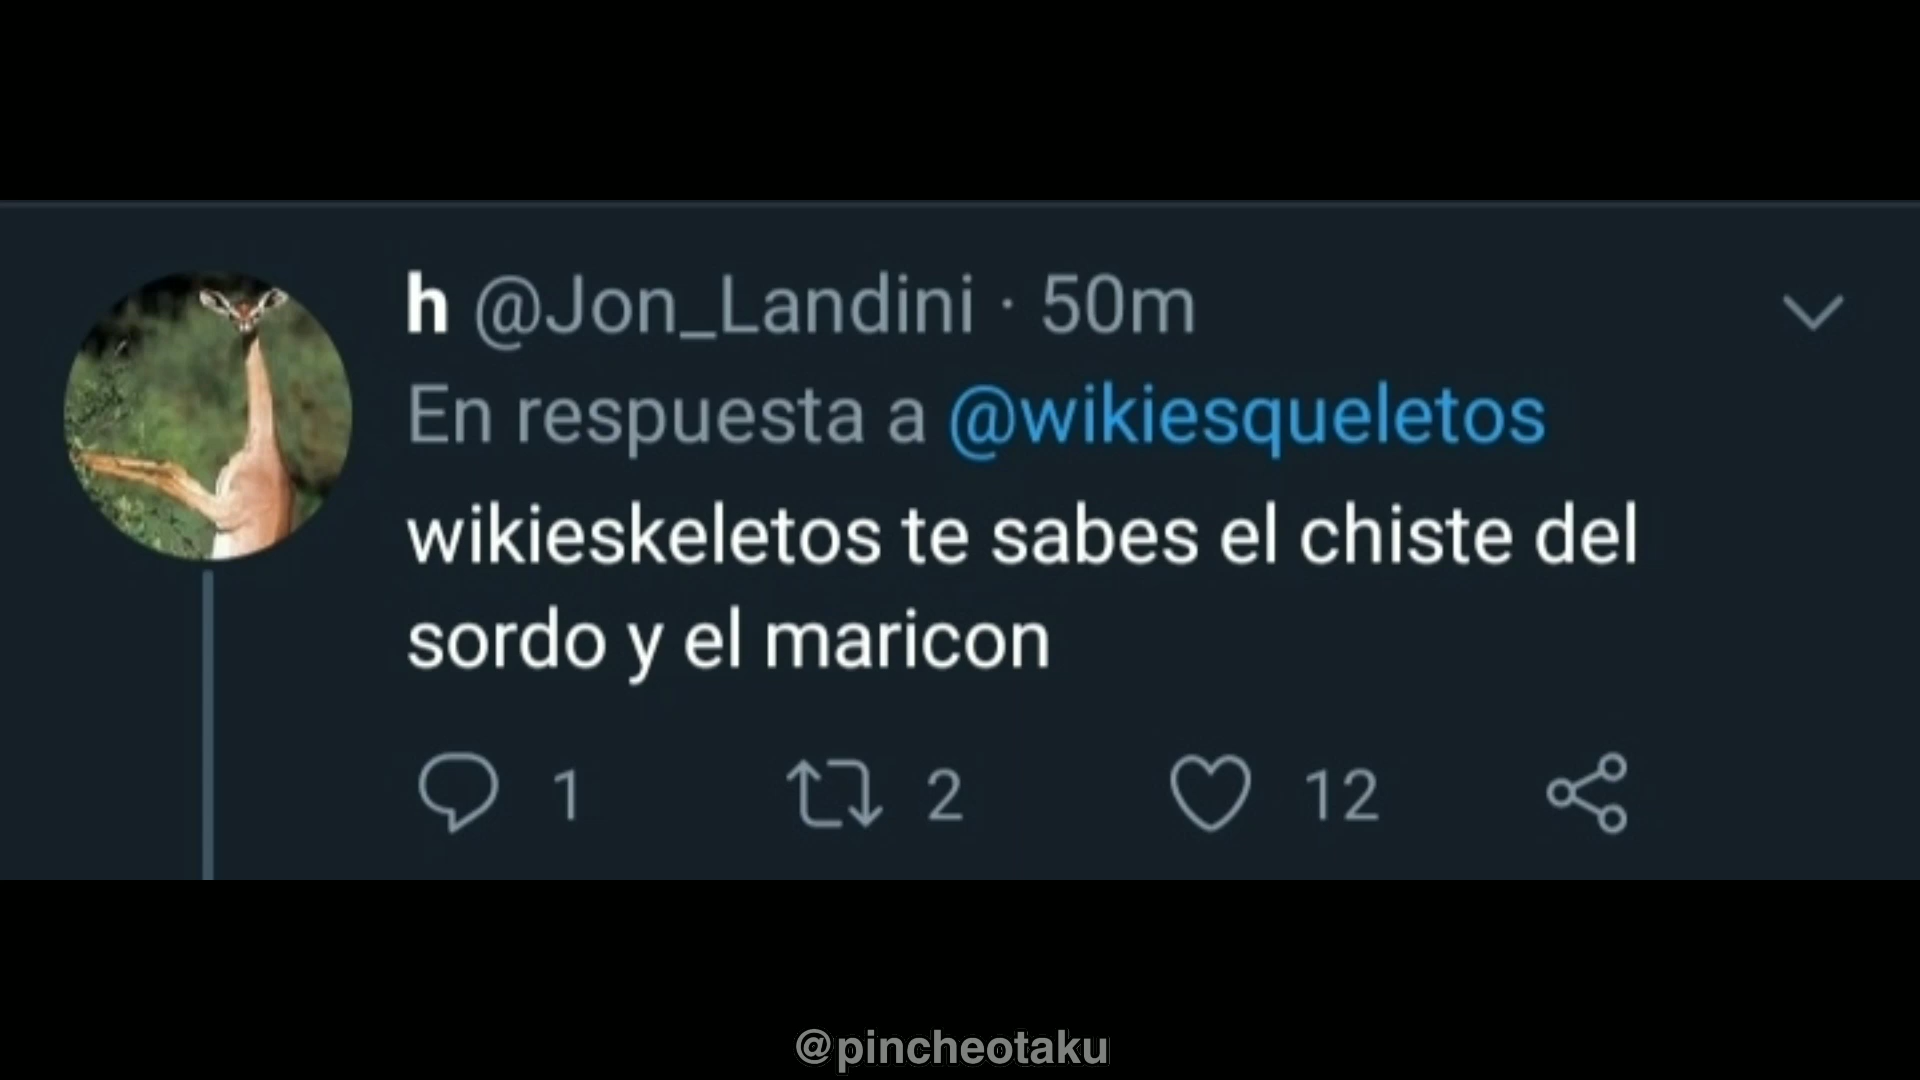 h @Jon_Landini · 50m
En respuesta a @wikiesqueletos
wikieskeletos te sabes el chiste del
sordo y el maricon
1 2 12
@pincheotaku